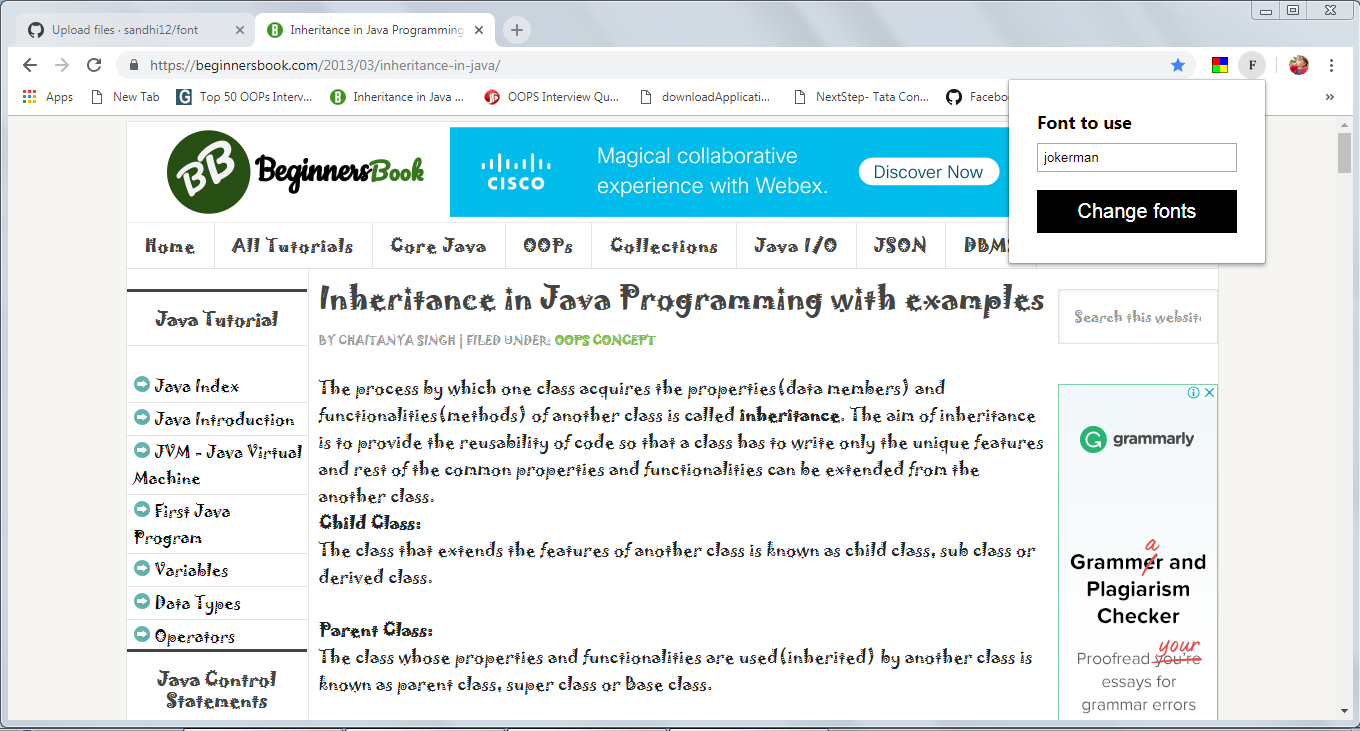 Upload files · sandhi12/font
Inheritance in Java Programming
https://beginnersbook.com/2013/03/inheritance-in-java/
F
Apps
New Tab
Top 50 OOPs Interv...
Inheritance in Java ...
OOPS Interview Qu...
downloadApplicati...
NextStep- Tata Con...
Facebo
»
Font to use
jokerman
Change fonts
BB
BeginnersBook
CISCO
Magical collaborative
experience with Webex.
Discover Now
Home
All Tutorials
Core Java
OOPs
Collections
Java I/O
JSON
DBMS
Java Tutorial
Java Index
Java Introduction
JVM - Java Virtual
Machine
First Java
Program
Variables
Data Types
Operators
Java Control
Statements
Inheritance in Java Programming with examples
BY CHAITANYA SINGH | FILED UNDER: OOPS CONCEPT
The process by which one class acquires the properties(data members) and
functionalities(methods) of another class is called inheritance. The aim of inheritance
is to provide the reusability of code so that a class has to write only the unique features
and rest of the common properties and functionalities can be extended from the
another class.
Child Class:
The class that extends the features of another class is known as child class, sub class or
derived class.
Parent Class:
The class whose properties and functionalities are used(inherited) by another class is
known as parent class, super class or Base class.
Search this website
grammarly
a
Grammer and
Plagiarism
Checker
your
Proofread you're
essays for
grammar errors